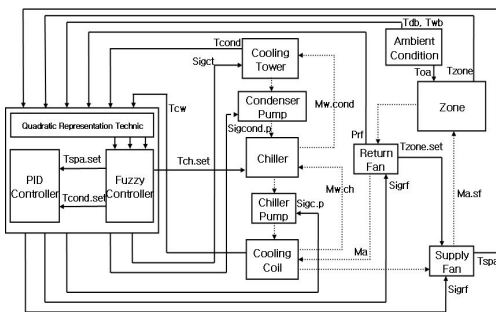 Tdb, Twb
Tcond
Sigct
Cooling
Tower
Ambient
Condition
Toa
Tzone
Tcw
Mw.cond
Condenser
Pump
Sigcond.p
Zone
Quadratic Representation Technic
Prf
Tzone.set
PID
Controller
Tspa.set
Tcond.set
Fuzzy
Controller
Tch.set
Chiller
Return
Fan
Mw.ch
Sigrf
Ma.sf
Chiller
Pump
Sigc.p
Cooling
Coil
Ma
Supply
Fan
Tspa
Sigrf